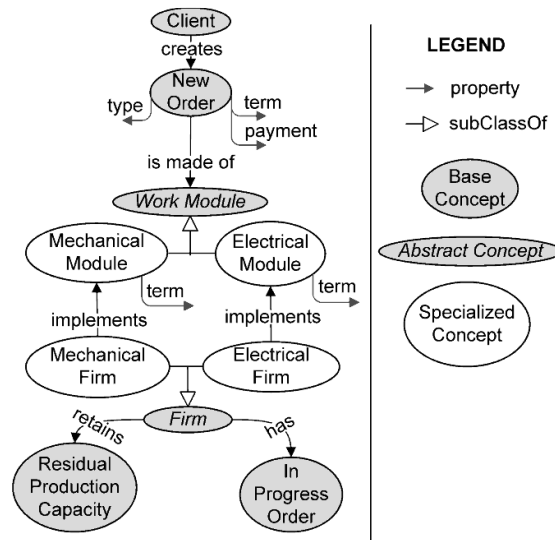 Client
creates
New
Order
type
term
payment
is made of
Work Module
Mechanical
Module
Electrical
Module
term
term
implements
implements
Mechanical
Firm
Electrical
Firm
Firm
retains
has
Residual
Production
Capacity
In
Progress
Order
LEGEND
property
subClassOf
Base
Concept
Abstract Concept
Specialized
Concept